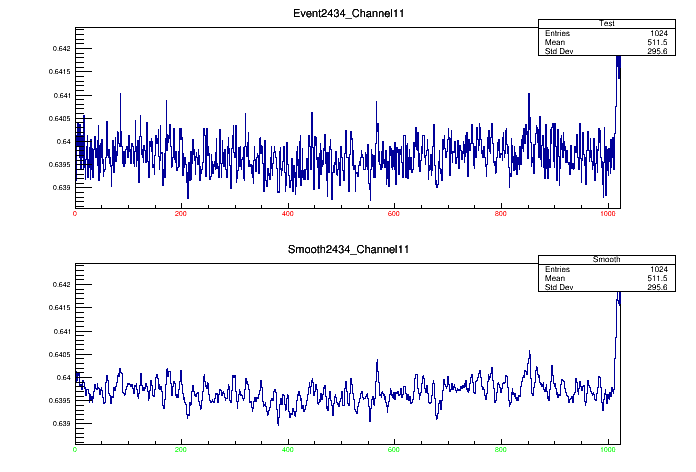 Event2434_Channel11
Test
Entries 1024
Mean 511.5
Std Dev 295.6
0.642
0.6415
0.641
0.6405
0.64
0.6395
0.639
0 200 400 600 800 1000
Smooth2434_Channel11
Smooth
Entries 1024
Mean 511.5
Std Dev 295.6
0.642
0.6415
0.641
0.6405
0.64
0.6395
0.639
0 200 400 600 800 1000